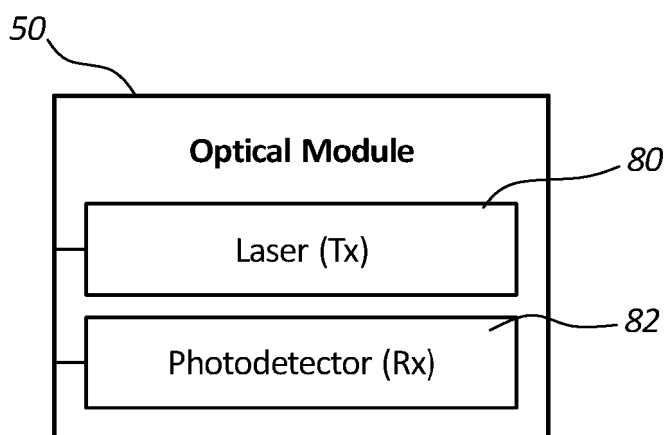 50
Optical Module
80
Laser (Tx)
82
Photodetector (Rx)